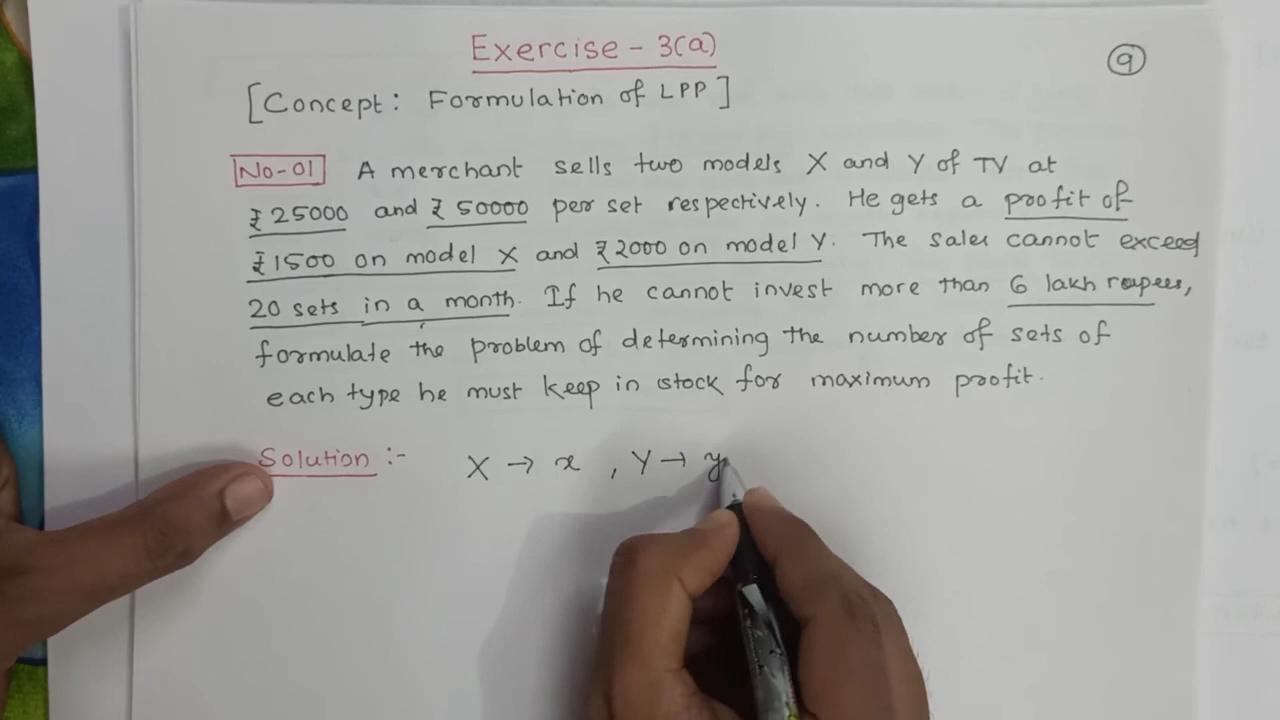 Exercise - 3(a)
9
[Concept: Formulation of LPP]
No-01 A merchant sells two models X and Y of TV at
₹25000 and ₹50000 per set respectively. He gets a profit of
₹1500 on model X and ₹2000 on model Y. The sales cannot exceed
20 sets in a month. If he cannot invest more than 6 lakh rupees,
formulate the problem of determining the number of sets of
each type he must keep in stock for maximum profit.
Solution :- X → x , Y → y